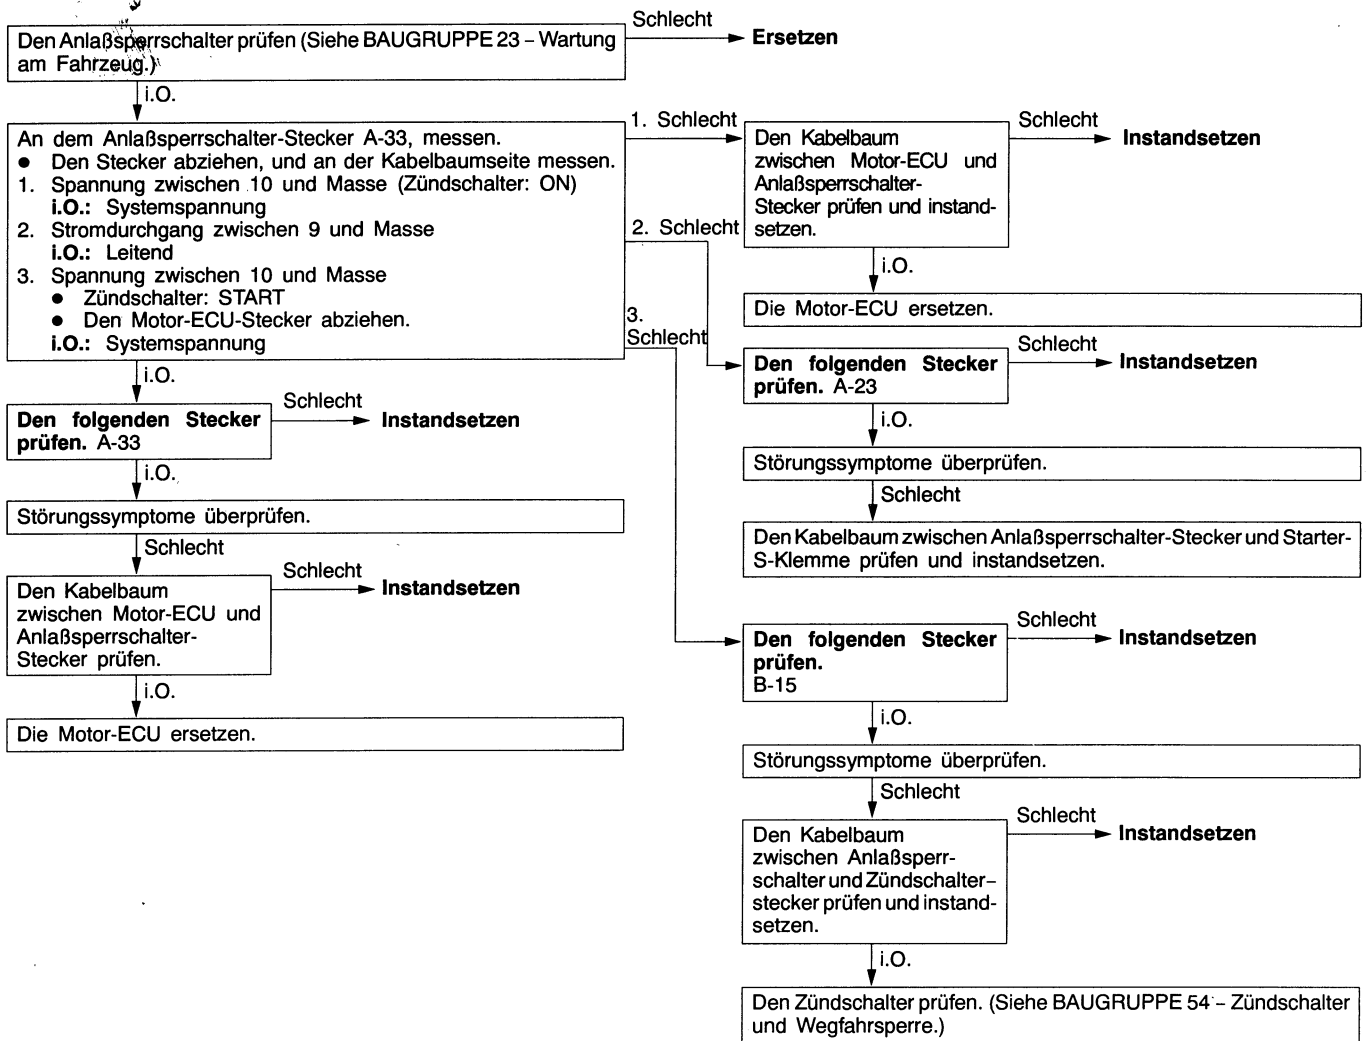 Schlecht
Den Anlaßsperrschalter prüfen (Siehe BAUGRUPPE 23 – Wartung
am Fahrzeug.)
Ersetzen
i.O.
An dem Anlaßsperrschalter-Stecker A-33, messen.
● Den Stecker abziehen, und an der Kabelbaumseite messen.
1. Spannung zwischen 10 und Masse (Zündschalter: ON)
i.O.: Systemspannung
2. Stromdurchgang zwischen 9 und Masse
i.O.: Leitend
3. Spannung zwischen 10 und Masse
● Zündschalter: START
● Den Motor-ECU-Stecker abziehen.
i.O.: Systemspannung
i.O.
Den folgenden Stecker
prüfen. A-33
Schlecht
Instandsetzen
i.O.
Störungssymptome überprüfen.
Schlecht
Den Kabelbaum
zwischen Motor-ECU und
Anlaßsperrschalter-
Stecker prüfen.
Schlecht
Instandsetzen
i.O.
Die Motor-ECU ersetzen.
1. Schlecht
Den Kabelbaum
zwischen Motor-ECU und
Anlaßsperrschalter-
Stecker prüfen und instand-
setzen.
Schlecht
Instandsetzen
i.O.
Die Motor-ECU ersetzen.
2. Schlecht
Den folgenden Stecker
prüfen. A-23
Schlecht
Instandsetzen
i.O.
Störungssymptome überprüfen.
Schlecht
Den Kabelbaum zwischen Anlaßsperrschalter-Stecker und Starter-
S-Klemme prüfen und instandsetzen.
3.
Schlecht
Den folgenden Stecker
prüfen.
B-15
Schlecht
Instandsetzen
i.O.
Störungssymptome überprüfen.
Schlecht
Den Kabelbaum
zwischen Anlaßsperr-
schalter und Zündschalter–
stecker prüfen und instand-
setzen.
Schlecht
Instandsetzen
i.O.
Den Zündschalter prüfen. (Siehe BAUGRUPPE 54 – Zündschalter
und Wegfahrsperre.)